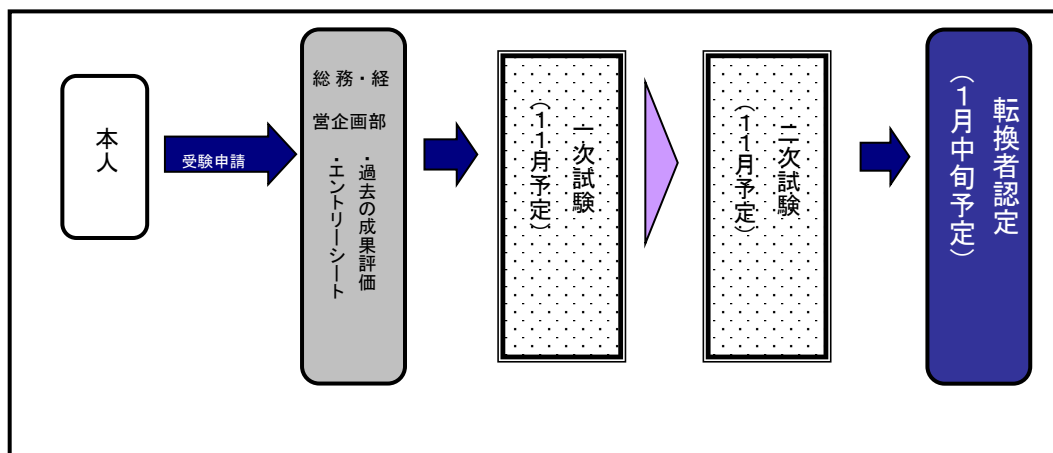 本人
受験申請
総務・経
営企画部
・過去の成果評価
・エントリーシート
一次試験
（１１月予定）
二次試験
（１１月予定）
転換者認定
（１月中旬予定）